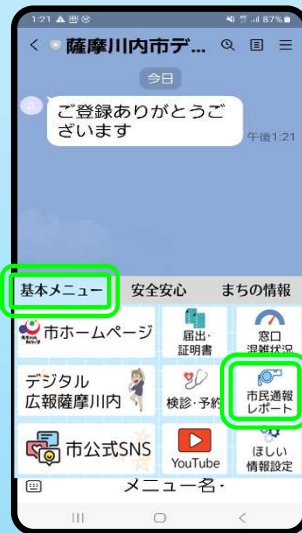 1:21
87%
薩摩川内市デ...
今日
ご登録ありがとうご
ざいます
午後1:21
基本メニュー
安全安心
まちの情報
市ホームページ
届出・
証明書
窓口
混雑状況
デジタル
広報薩摩川内
検診・予約
市民通報
レポート
市公式SNS
YouTube
ほしい
情報設定
メニュー名・